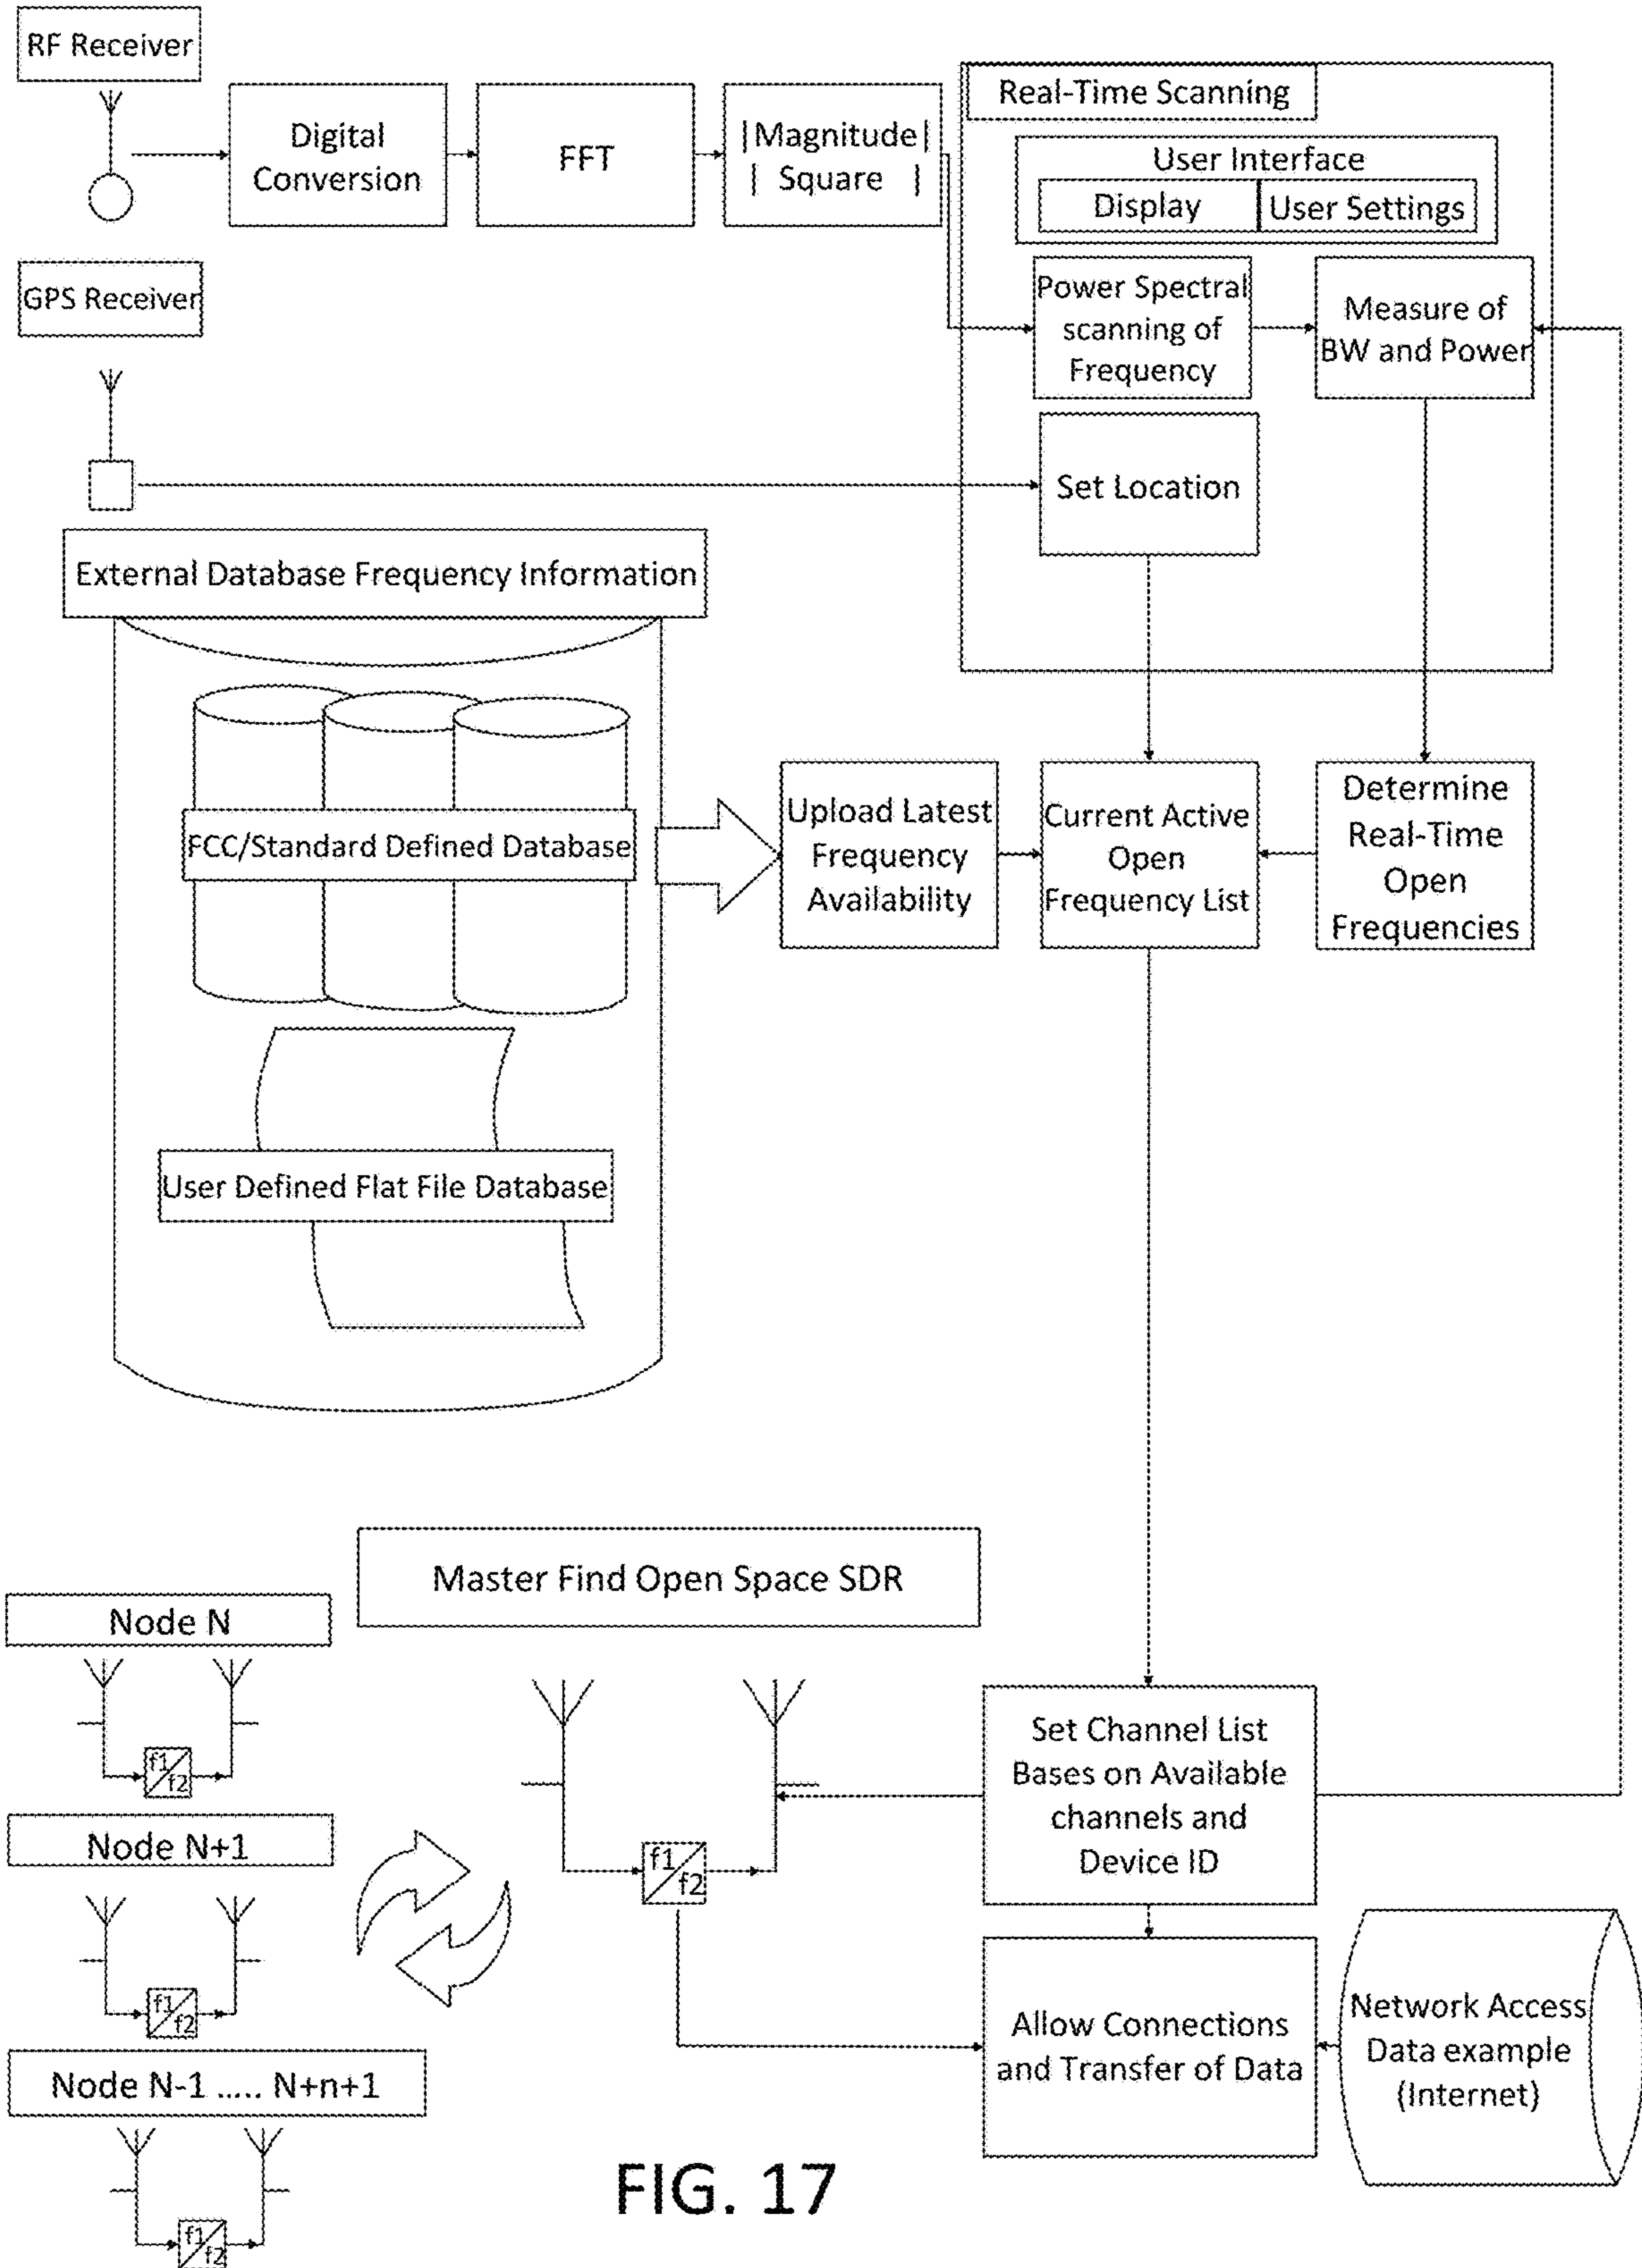 RF Receiver
Digital
Conversion
FFT
|Magnitude|
| Square |
Real-Time Scanning
User Interface
Display
User Settings
GPS Receiver
Power Spectral
scanning of
Frequency
Measure of
BW and Power
Set Location
External Database Frequency Information
FCC/Standard Defined Database
Upload Latest
Frequency
Availability
Current Active
Open
Frequency List
Determine
Real-Time
Open
Frequencies
User Defined Flat File Database
Master Find Open Space SDR
Node N
f1
f2
Node N+1
f1
f2
Node N-1 ..... N+n+1
f1
f2
f1
f2
Set Channel List
Bases on Available
channels and
Device ID
Allow Connections
and Transfer of Data
Network Access
Data example
(Internet)
FIG. 17